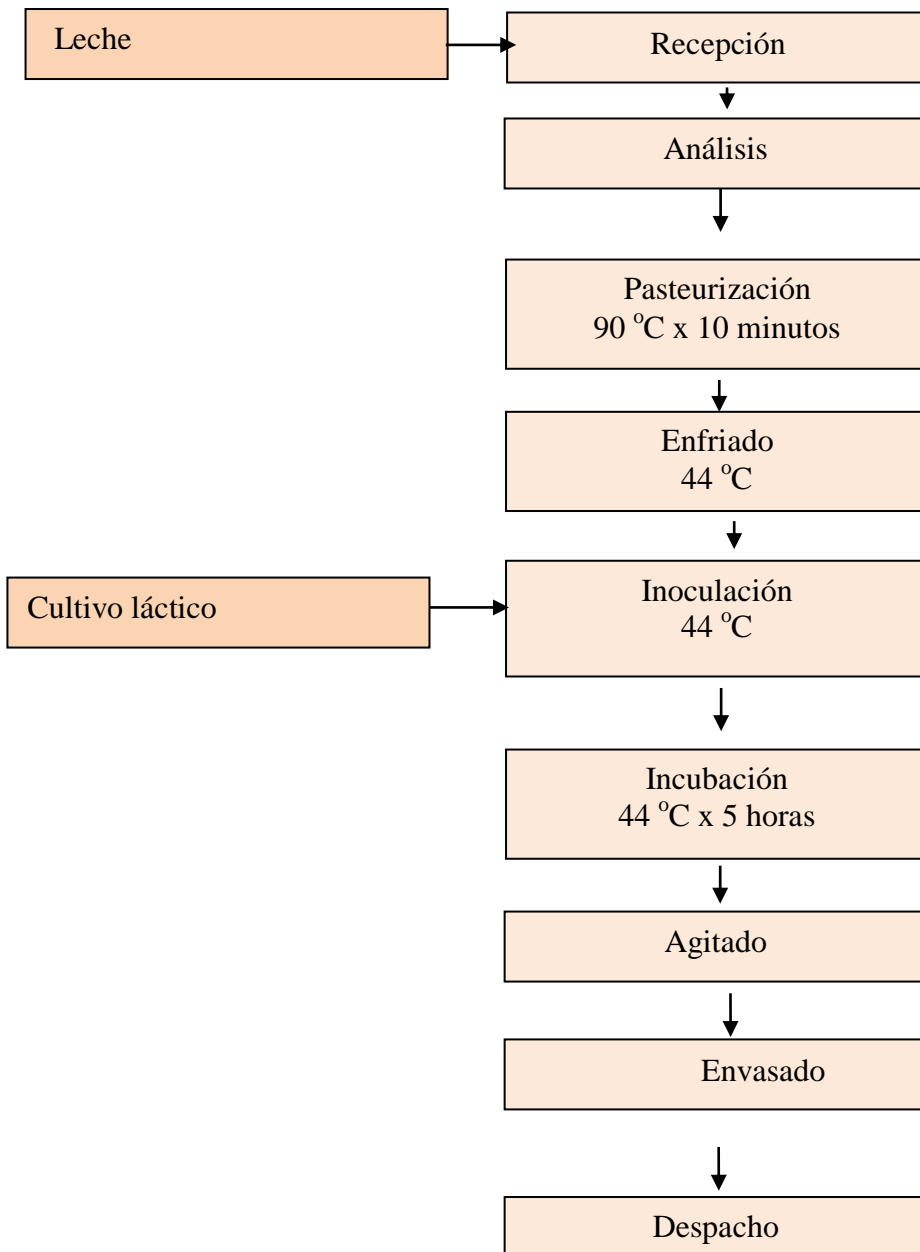 Leche
Recepción
Análisis
Pasteurización
90 °C x 10 minutos
Enfriado
44 °C
Cultivo láctico
Inoculación
44 °C
Incubación
44 °C x 5 horas
Agitado
Envasado
Despacho